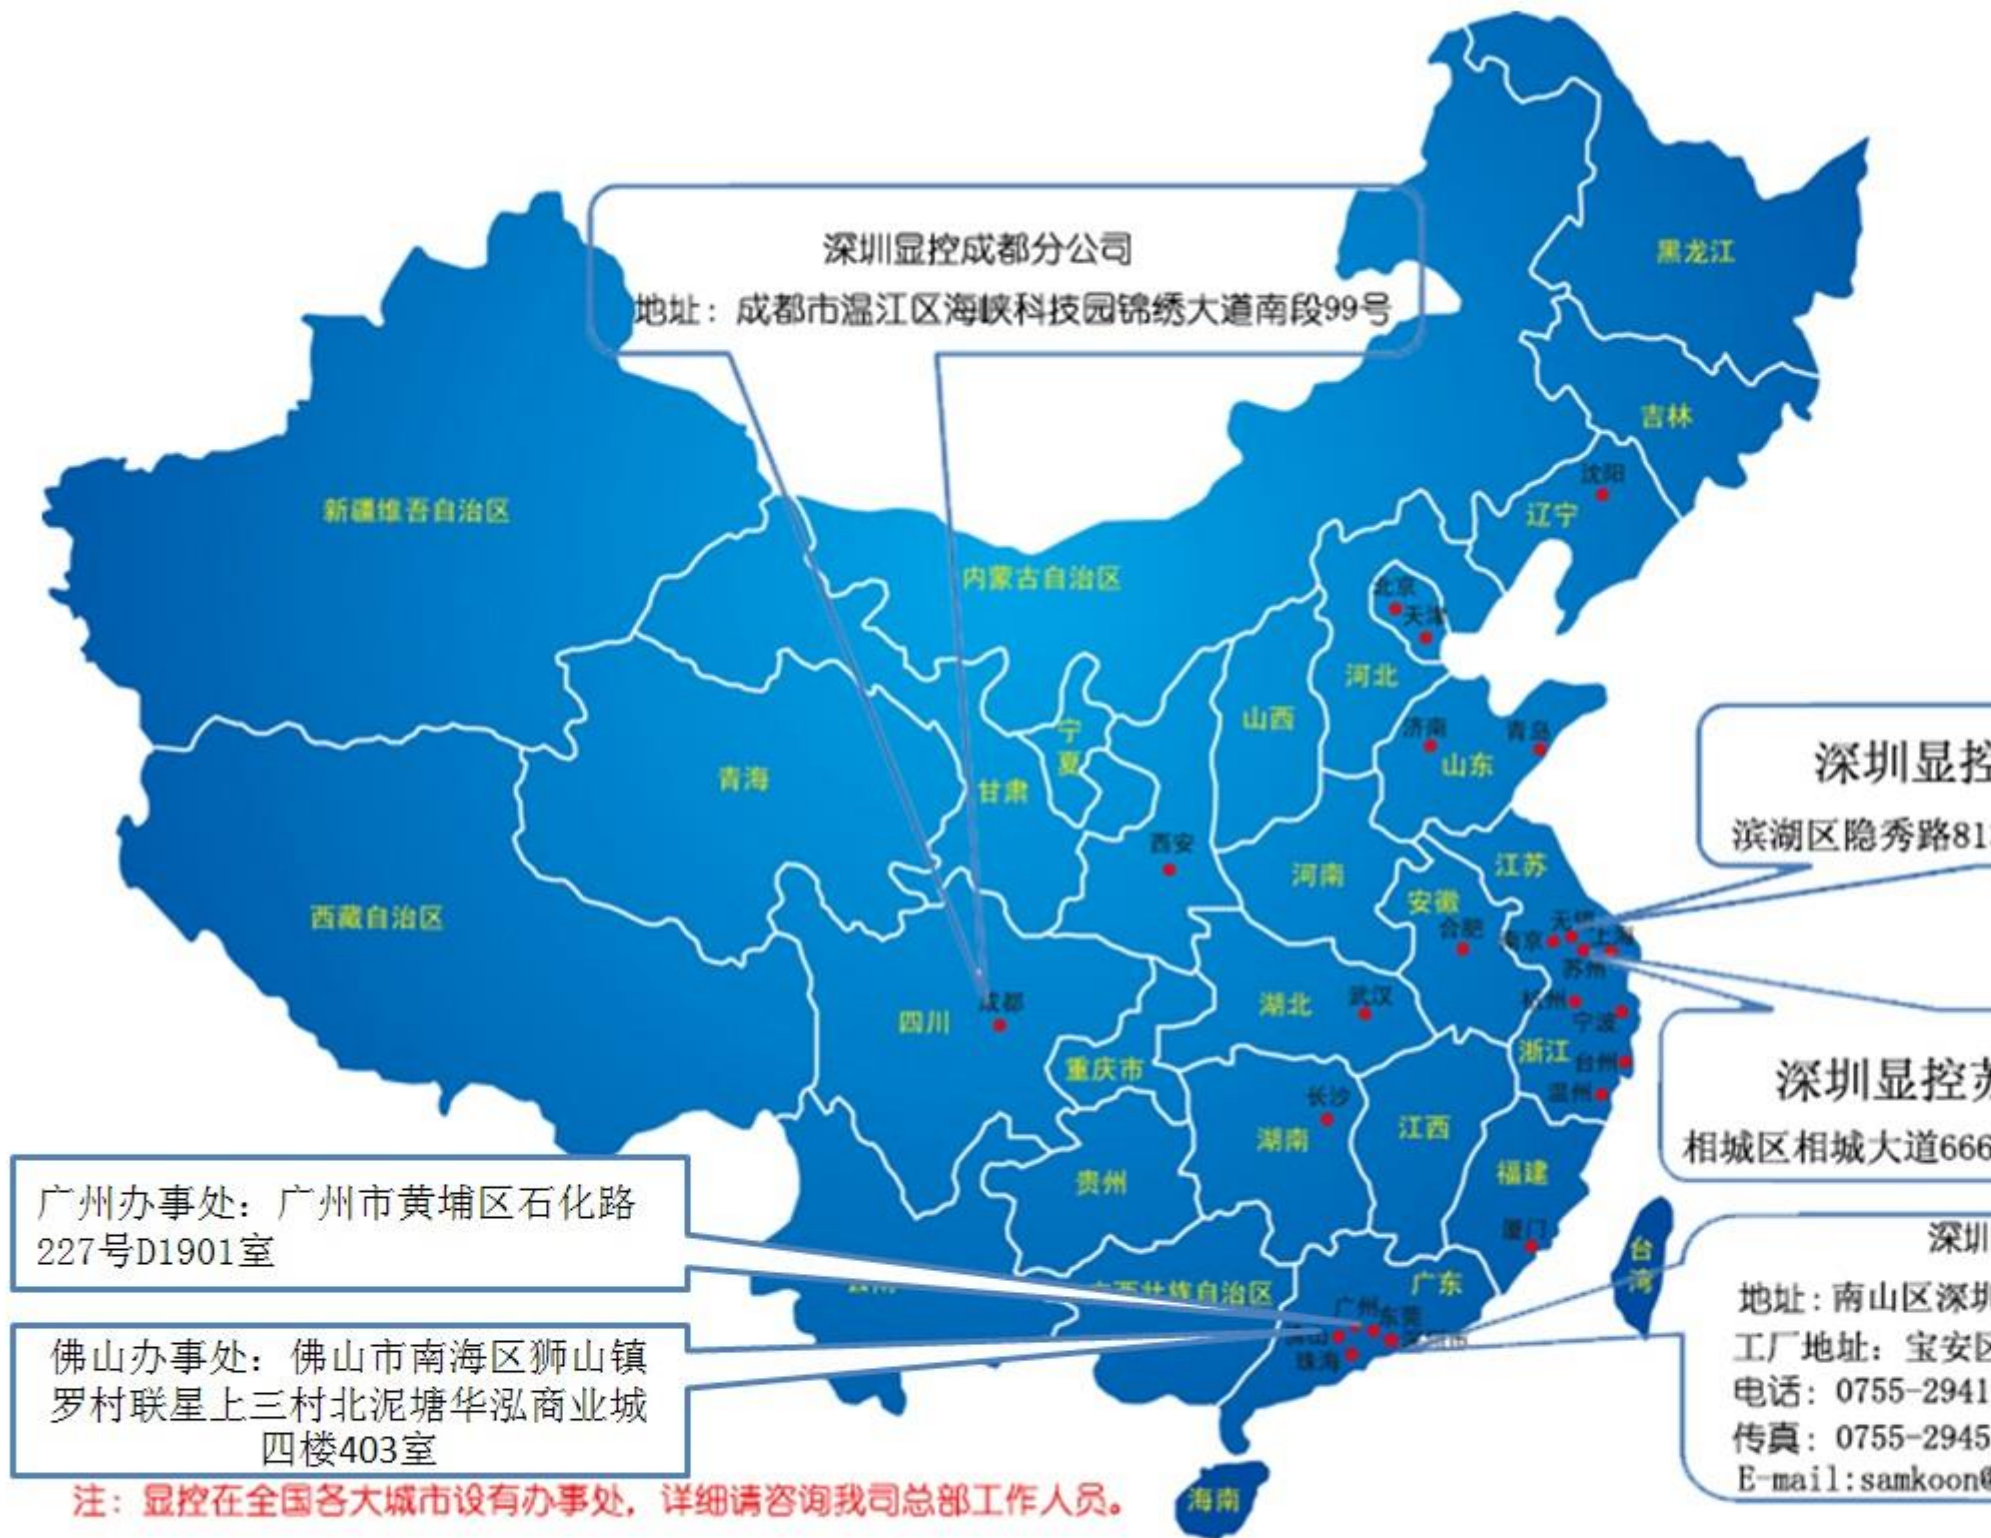 深圳显控成都分公司
地址：成都市温江区海峡科技园锦绣大道南段99号
黑龙江
吉林
沈阳
辽宁
新疆维吾自治区
内蒙古自治区
北京
天津
河北
山西
宁
夏
济南
青岛
山东
青海
甘肃
深圳显控
滨湖区隐秀路81
西安
河南
江苏
安徽
合肥
西藏自治区
南京
上海
苏州
四川
成都
湖北
武汉
杭州
宁波
浙江
台州
温州
重庆市
深圳显控苏
相城区相城大道666
长沙
湖南
江西
贵州
福建
厦门
台
湾
广州办事处：广州市黄埔区石化路
227号D1901室
西壮族自治区
广东
广州
东莞
珠海
佛山办事处：佛山市南海区狮山镇
罗村联星上三村北泥塘华泓商业城
四楼403室
深圳
地址：南山区深圳
工厂地址：宝安区
电话：0755-2941
传真：0755-2945
E-mail:samkoon@
注：显控在全国各大城市设有办事处，详细请咨询我司总部工作人员。
海南